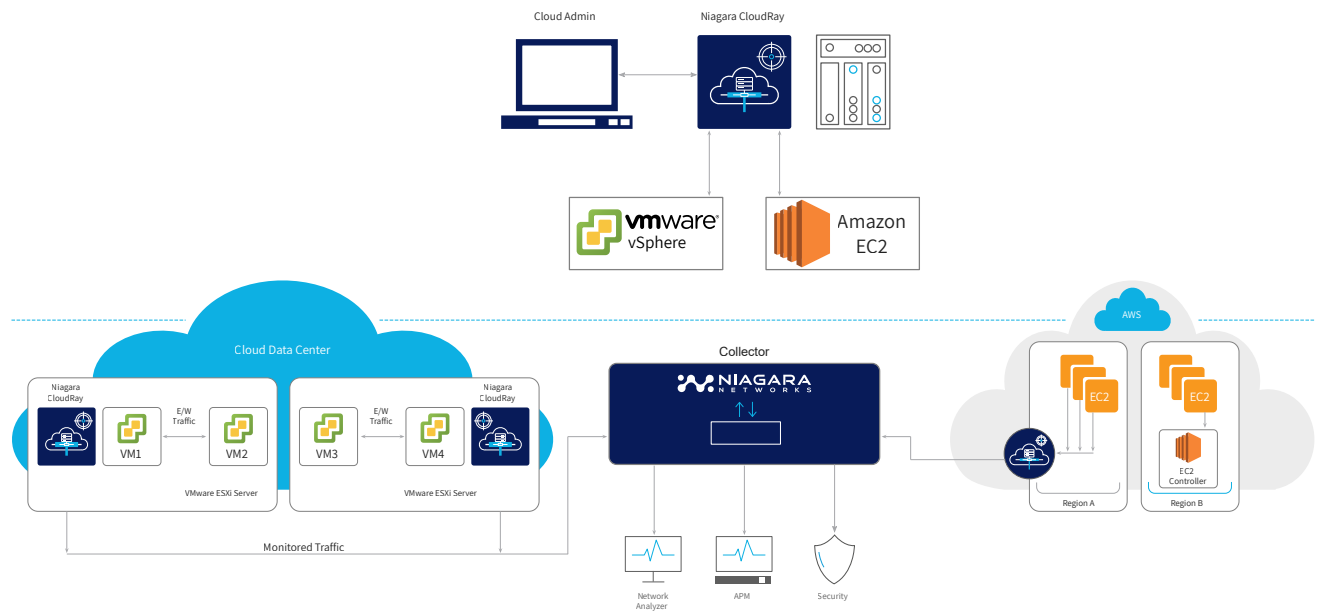 Cloud Admin
Niagara CloudRay
vmware®
vSphere
Amazon
EC2
AWS
Cloud Data Center
Niagara
CloudRay
E/W
Traffic
VM1
VM2
VMware ESXi Server
E/W
Traffic
Niagara
CloudRay
VM3
VM4
VMware ESXi Server
Monitored Traffic
Collector
NIAGARA
NETWORKS
Network
Analyzer
APM
Security
EC2
Region A
EC2
EC2
Controller
Region B